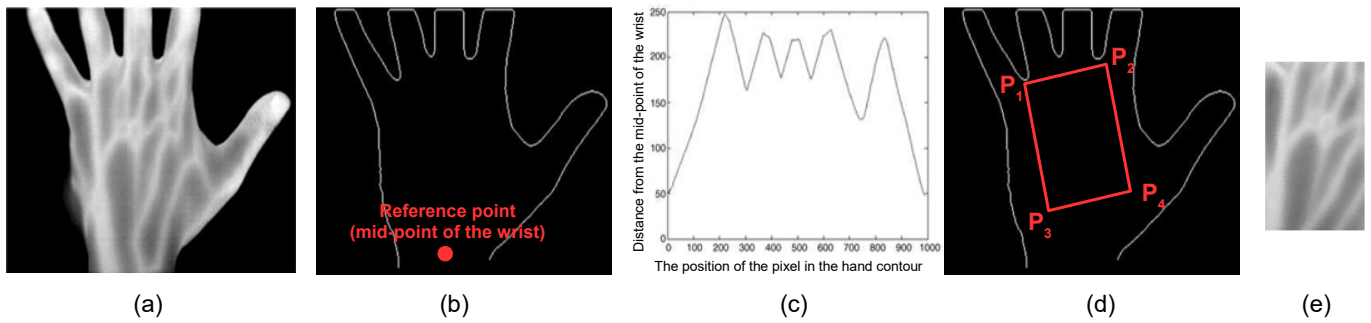 Reference point
(mid-point of the wrist)
Distance from the mid-point of the wrist
250
200
150
100
50
0
0 100 200 300 400 500 600 700 800 900 1000
The position of the pixel in the hand contour
P1
P2
P3
P4
(a)
(b)
(c)
(d)
(e)